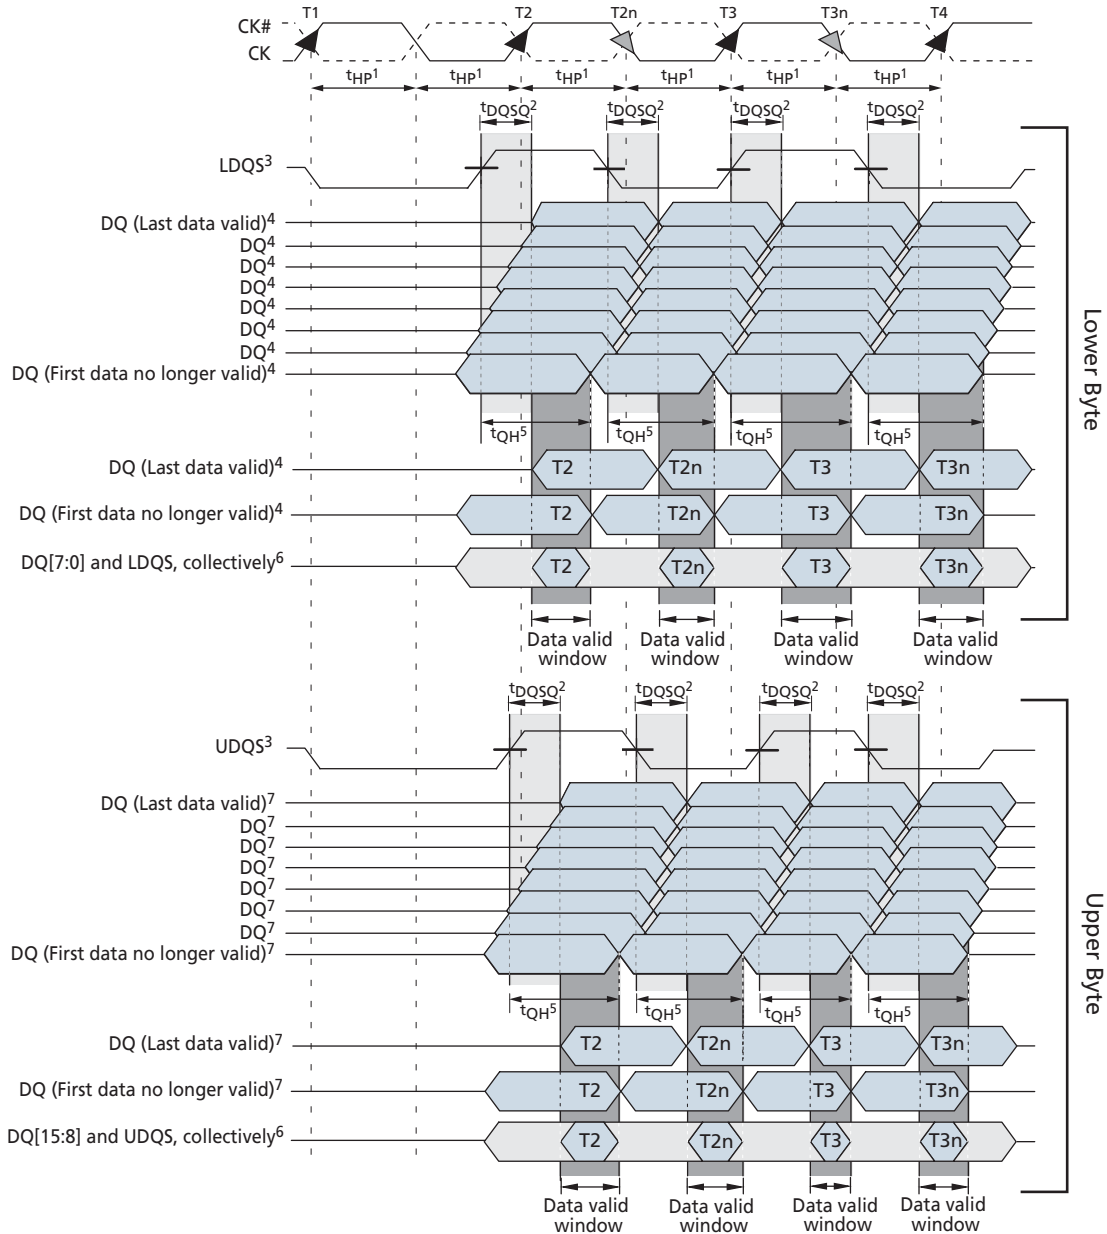 T1 T2 T2n T3 T3n T4
CK#
CK
tHP1 tHP1 tHP1 tHP1 tHP1 tHP1
tDQSQ2 tDQSQ2 tDQSQ2 tDQSQ2
LDQS3
DQ (Last data valid)4
DQ4
DQ4
DQ4
DQ4
DQ4
DQ4
DQ (First data no longer valid)4
Lower Byte
tQH5 tQH5 tQH5 tQH5
DQ (Last data valid)4 T2 T2n T3 T3n
DQ (First data no longer valid)4 T2 T2n T3 T3n
DQ[7:0] and LDQS, collectively6 T2 T2n T3 T3n
Data valid Data valid Data valid Data valid
window window window window
tDQSQ2 tDQSQ2 tDQSQ2 tDQSQ2
UDQS3
DQ (Last data valid)7
DQ7
DQ7
DQ7
DQ7
DQ7
DQ7
DQ (First data no longer valid)7
Upper Byte
tQH5 tQH5 tQH5 tQH5
DQ (Last data valid)7 T2 T2n T3 T3n
DQ (First data no longer valid)7 T2 T2n T3 T3n
DQ[15:8] and UDQS, collectively6 T2 T2n T3 T3n
Data valid Data valid Data valid Data valid
window window window window